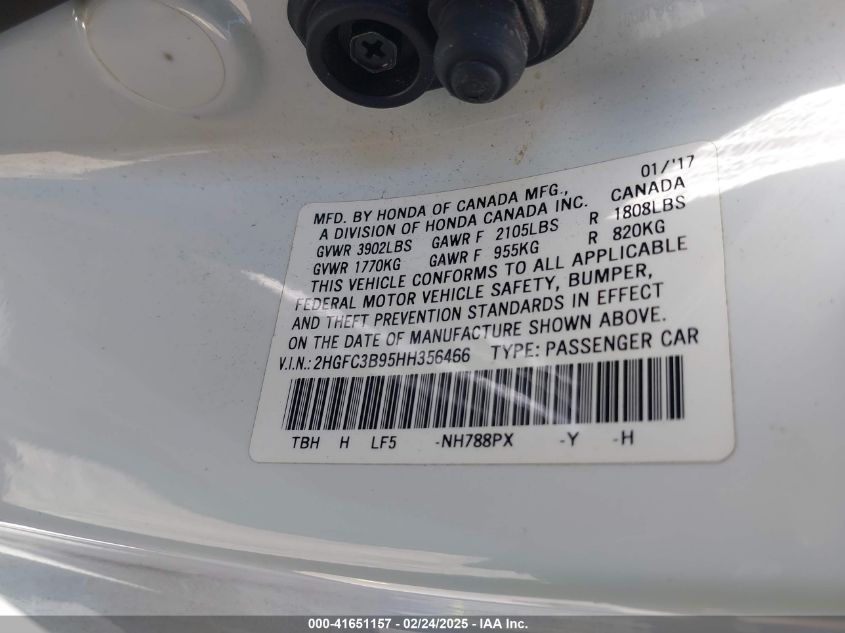 01/'17
MFD. BY HONDA OF CANADA MFG., CANADA
A DIVISION OF HONDA CANADA INC.
GVWR 3902LBS GAWR F 2105LBS R 1808LBS
GVWR 1770KG GAWR F 955KG R 820KG
THIS VEHICLE CONFORMS TO ALL APPLICABLE
FEDERAL MOTOR VEHICLE SAFETY, BUMPER,
AND THEFT PREVENTION STANDARDS IN EFFECT
ON THE DATE OF MANUFACTURE SHOWN ABOVE.
V.I.N.: 2HGFC3B95HH356466 TYPE: PASSENGER CAR
TBH H LF5 -NH788PX -Y -H
000-41651157 - 02/24/2025 - IAA Inc.